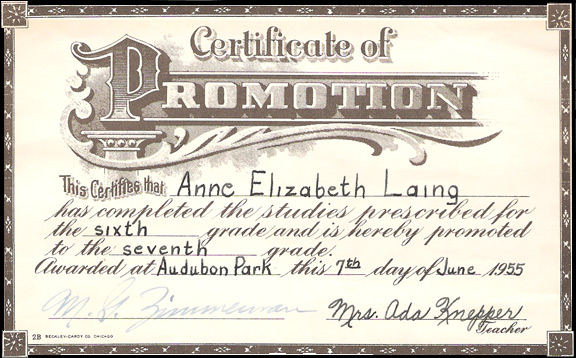 Certificate of
PROMOTION
This Certifies that Anne Elizabeth Laing
has completed the studies prescribed for
the sixth grade and is hereby promoted
to the seventh grade.
Awarded at Audubon Park this 7th day of June 1955
M. G. Zimmerman Mrs. Ada Knepper
Teacher
2B BECKLEY-CARDY CO. CHICAGO